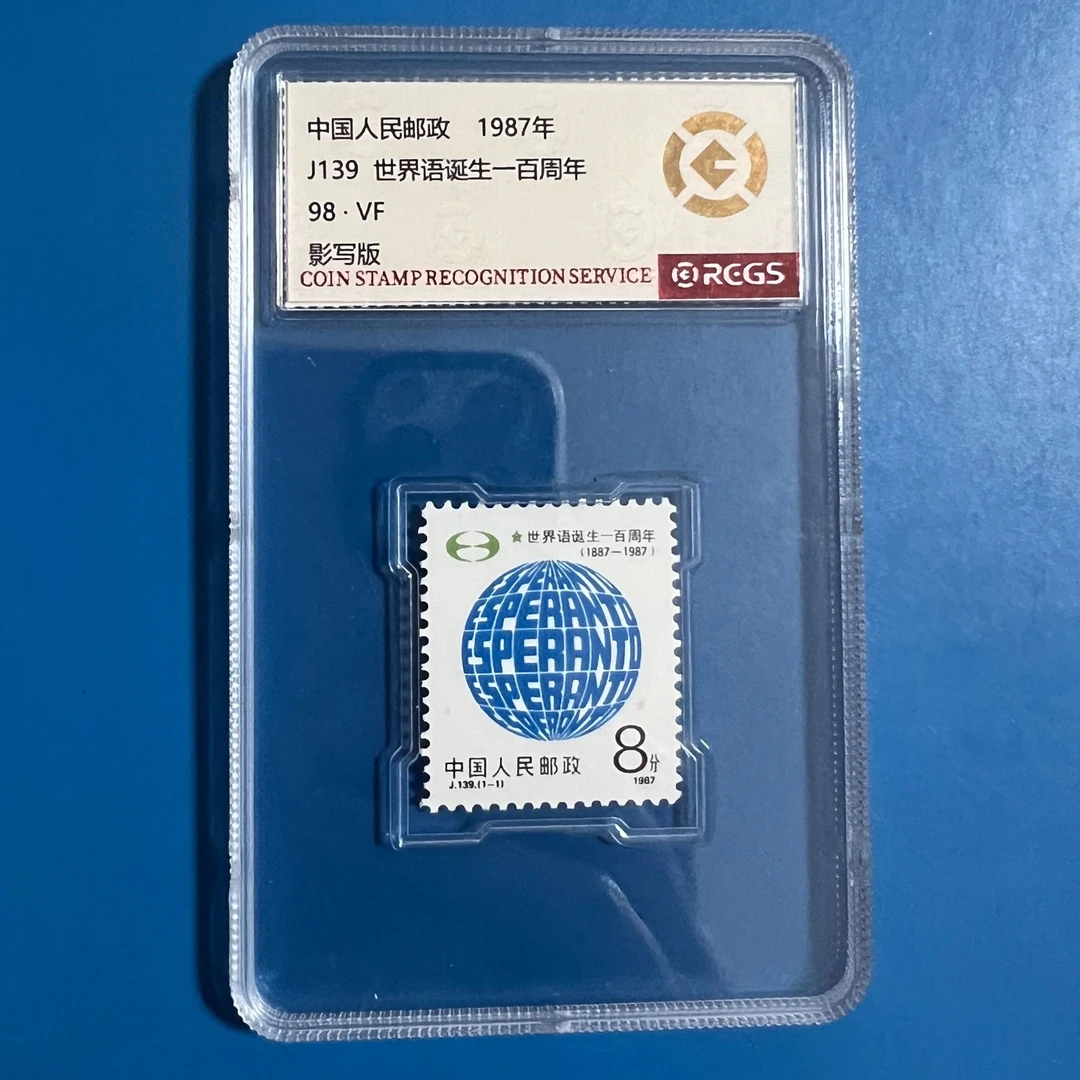 中国人民邮政 1987年
J139 世界语诞生一百周年
98·VF
影写版
COIN STAMP RECOGNITION SERVICE RCGS
世界语诞生一百周年
(1887—1987)
ESPERANTO
ESPERANTO
ESPERANTO
ESPERANTO
中国人民邮政 8分
J.139.(1-1) 1987